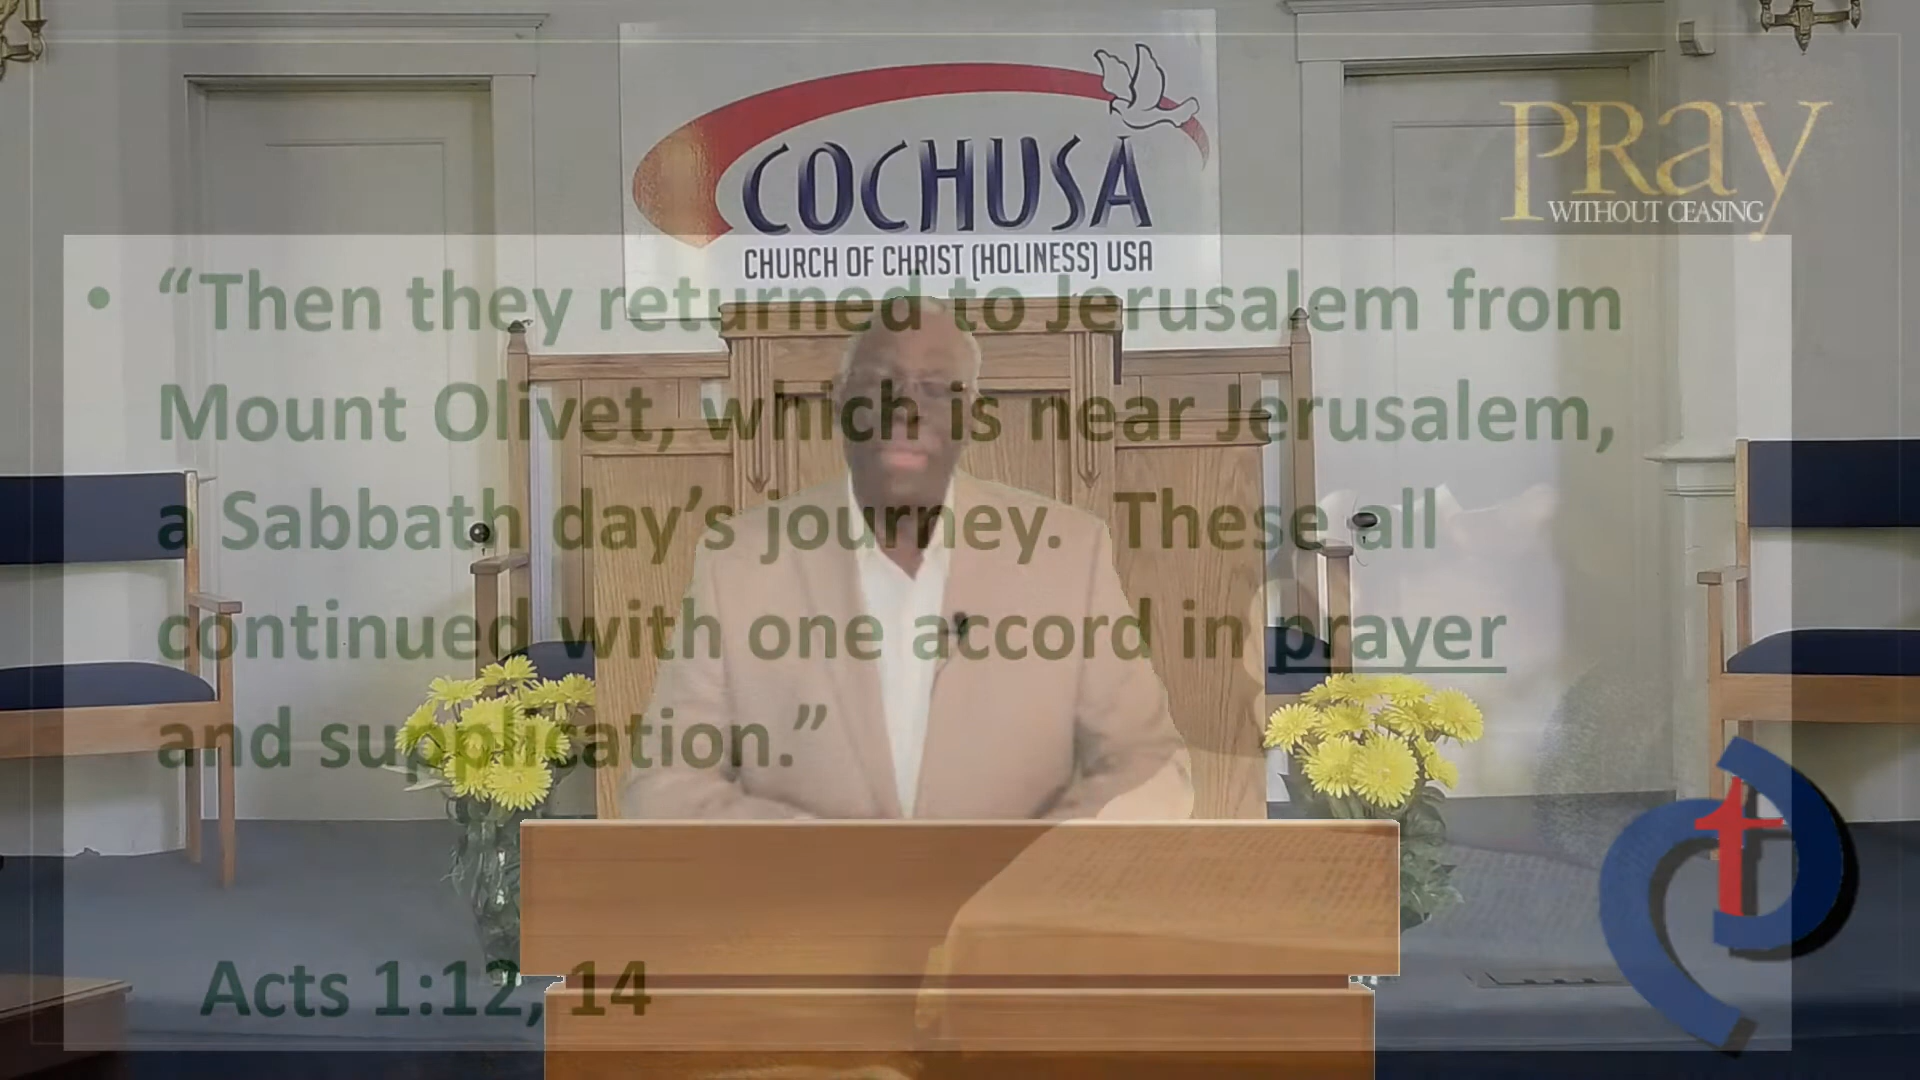 COCHUSA
CHURCH OF CHRIST (HOLINESS) USA
PRay
WITHOUT CEASING
• “Then they returned to Jerusalem from
Mount Olivet, which is near Jerusalem,
a Sabbath day’s journey. These all
continued with one accord in prayer
and supplication.”
Acts 1:12, 14